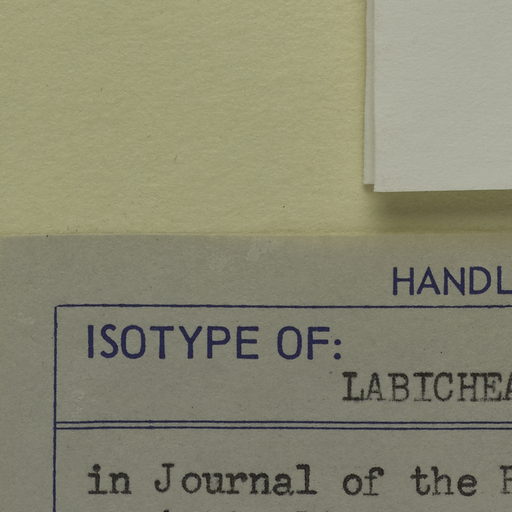 HANDL
ISOTYPE OF:
LABICHEA
in Journal of the